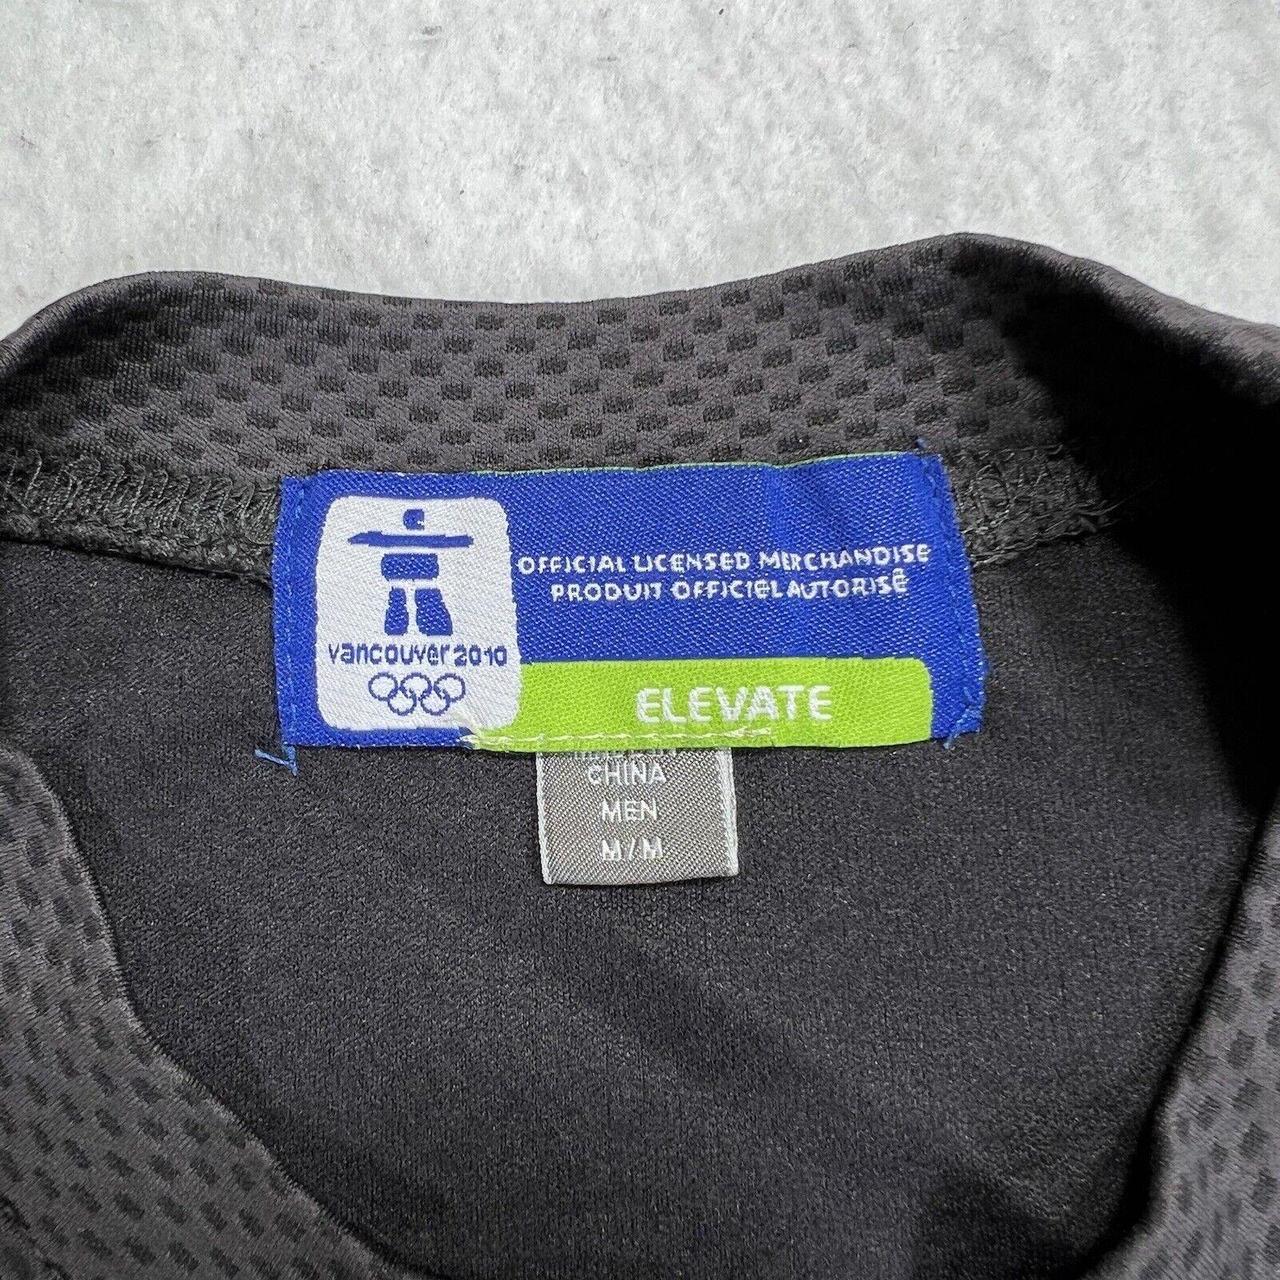 OFFICIAL LICENSED MERCHANDISE
PRODUIT OFFICIEL AUTORISÉ
vancouver 2010
ELEVATE
CHINA
MEN
M/M